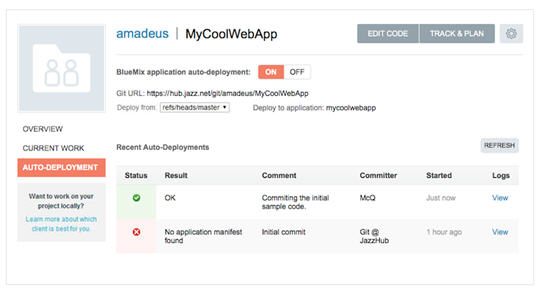 amadeus | MyCoolWebApp
EDIT CODE
TRACK & PLAN
BlueMix application auto-deployment: ON OFF
Git URL: https://hub.jazz.net/git/amadeus/MyCoolWebApp
Deploy from: refs/heads/master Deploy to application: mycoolwebapp
OVERVIEW
CURRENT WORK
AUTO-DEPLOYMENT
Want to work on your
project locally?
Learn more about which
client is best for you.
Recent Auto-Deployments
REFRESH
Status Result Comment Committer Started Logs
OK Commiting the initial McQ Just now View
sample code.
No application manifest Initial commit Git @ 1 hour ago View
found JazzHub